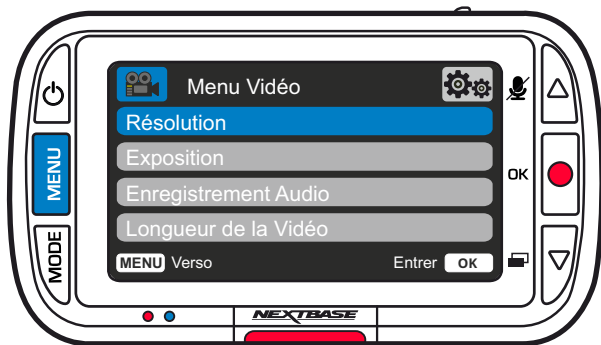 Menu Vidéo
Résolution
Exposition
Enregistrement Audio
Longueur de la Vidéo
MENU Verso Entrer OK
MENU
MODE
OK
NEXTBASE